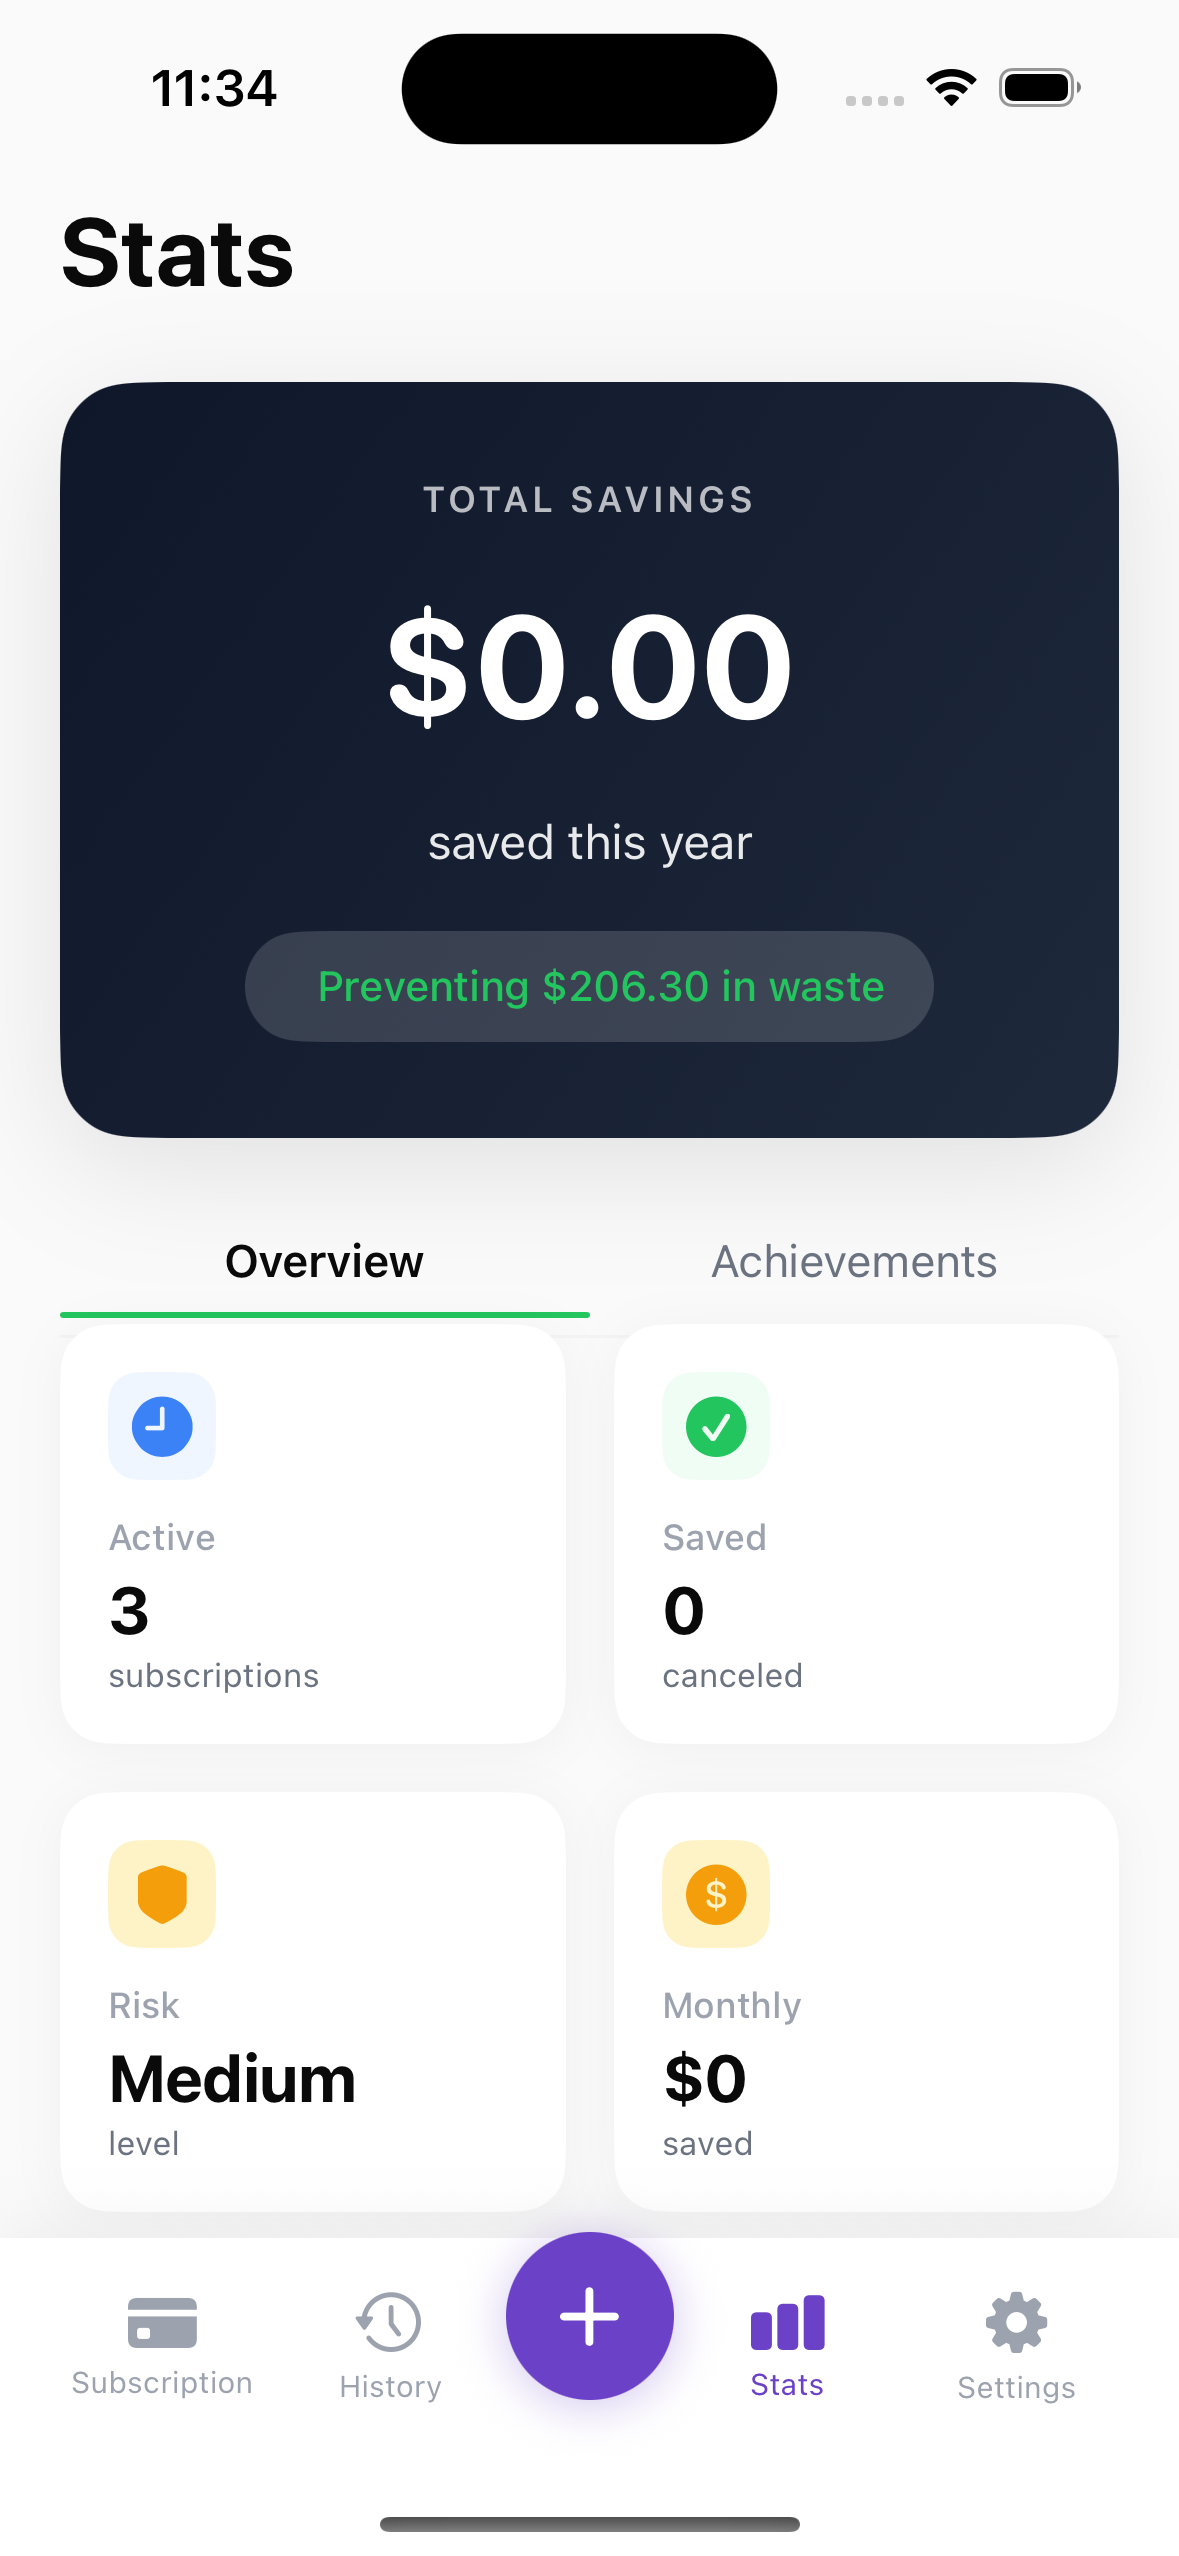 11:34
Stats
TOTAL SAVINGS
$0.00
saved this year
Preventing $206.30 in waste
Overview
Achievements
Active
3
subscriptions
Saved
0
canceled
Risk
Medium
level
$
Monthly
$0
saved
Subscription
History
Stats
Settings